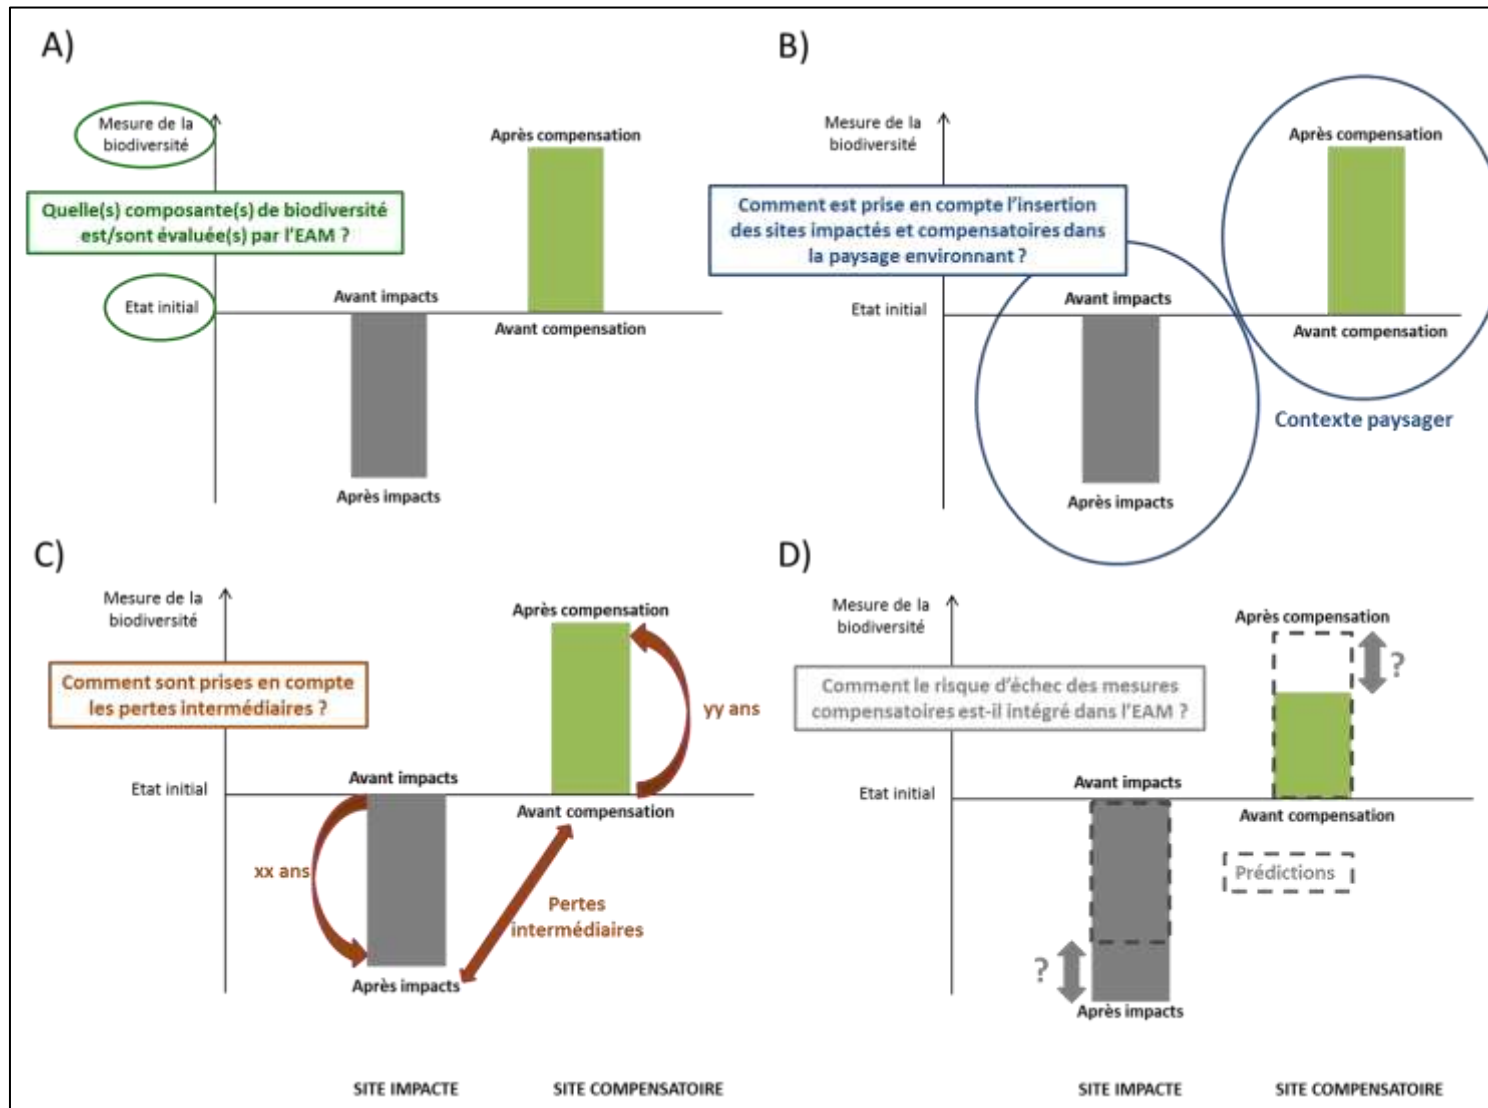 A)
Mesure de la
biodiversité
Après compensation
Quelle(s) composante(s) de biodiversité
est/sont évaluée(s) par l'EAM ?
Etat initial
Avant impacts
Avant compensation
Après impacts
B)
Mesure de la
biodiversité
Après compensation
Comment est prise en compte l'insertion
des sites impactés et compensatoires dans
la paysage environnant ?
Etat initial
Avant impacts
Avant compensation
Contexte paysager
Après impacts
C)
Mesure de la
biodiversité
Après compensation
Comment sont prises en compte
les pertes intermédiaires ?
yy ans
Etat initial
Avant impacts
Avant compensation
xx ans
Pertes
intermédiaires
Après impacts
SITE IMPACTE
SITE COMPENSATOIRE
D)
Mesure de la
biodiversité
Après compensation
?
Comment le risque d'échec des mesures
compensatoires est-il intégré dans l'EAM ?
Etat initial
Avant impacts
Avant compensation
Prédictions
?
Après impacts
SITE IMPACTE
SITE COMPENSATOIRE